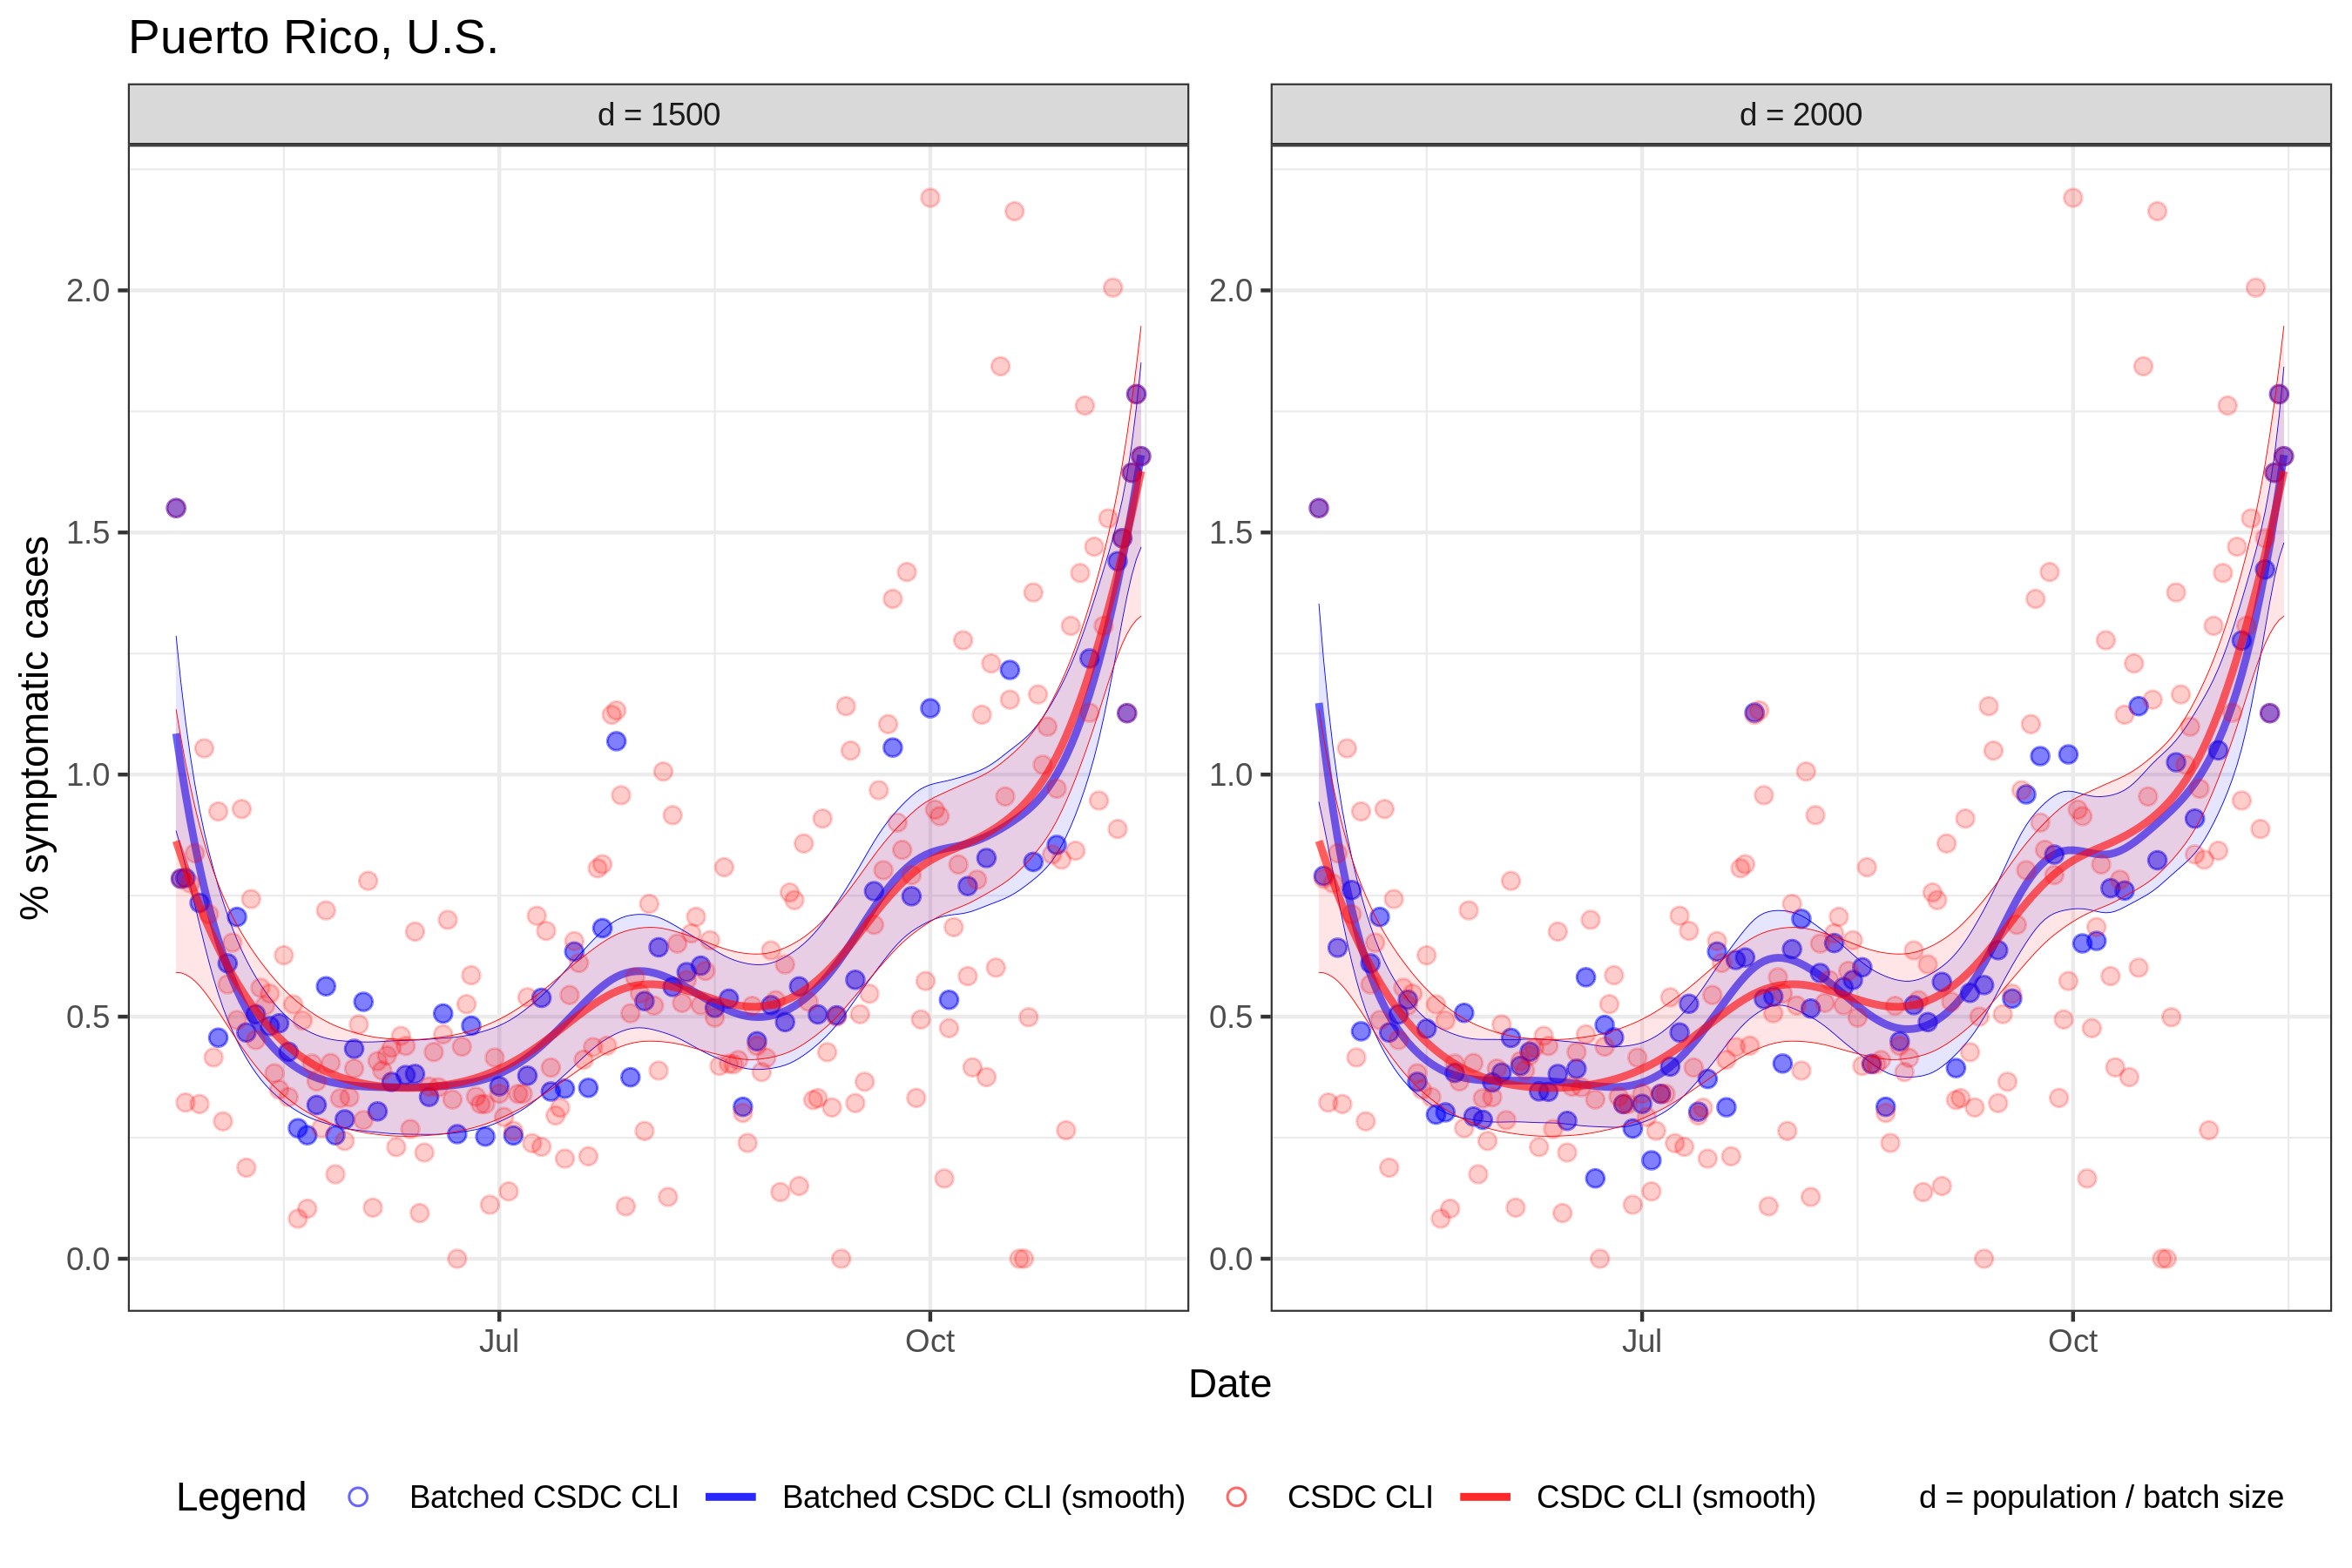 Puerto Rico, U.S.
d = 1500
d = 2000
% symptomatic cases
2.0
1.5
1.0
0.5
0.0
2.0
1.5
1.0
0.5
0.0
Jul
Oct
Jul
Oct
Date
Legend
Batched CSDC CLI
Batched CSDC CLI (smooth)
CSDC CLI
CSDC CLI (smooth)
d = population / batch size